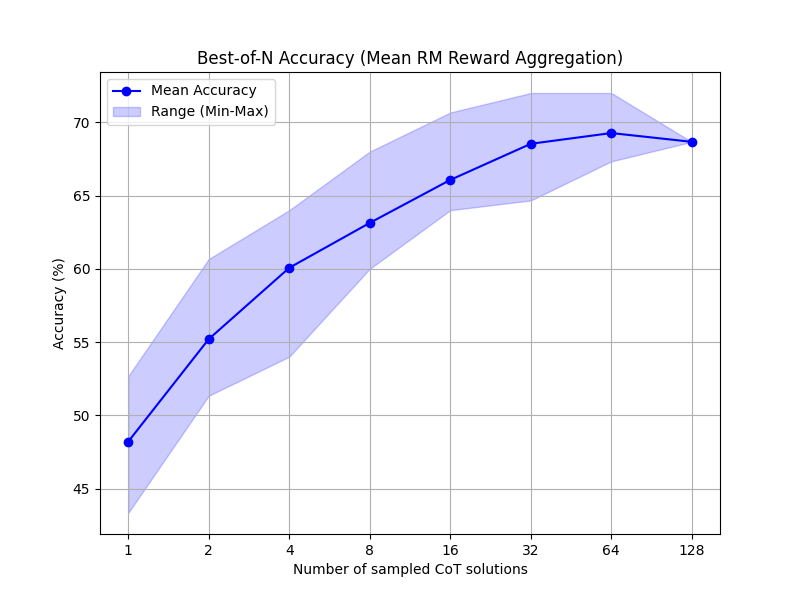 Best-of-N Accuracy (Mean RM Reward Aggregation)
Mean Accuracy
Range (Min-Max)
Accuracy (%)
70
65
60
55
50
45
1 2 4 8 16 32 64 128
Number of sampled CoT solutions